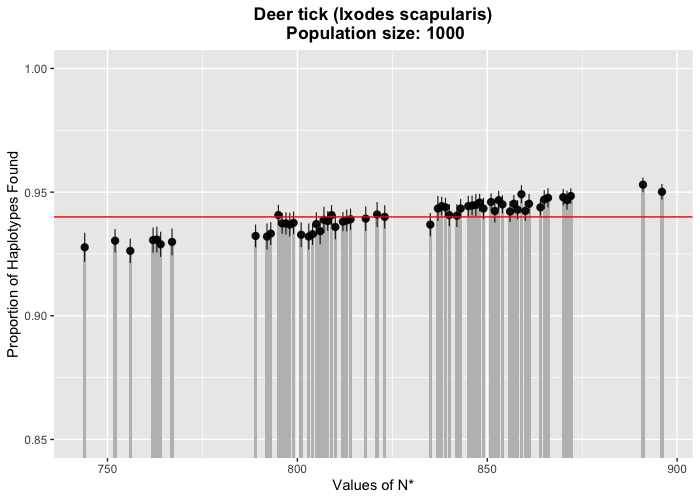 Deer tick (Ixodes scapularis)
Population size: 1000
1.00
0.95
0.90
0.85
Proportion of Haplotypes Found
750
800
850
900
Values of N*